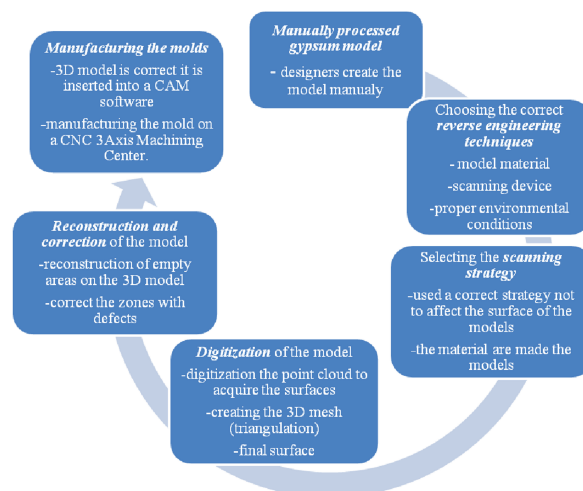 Manually processed
gypsum model
- designers create the
model manualy
Choosing the correct
reverse engineering
techniques
- model material
-scanning device
-proper environmental
conditions
Selecting the scanning
strategy
-used a correct strategy not
to affect the surface of the
models
-the material are made the
models
Digitization of the model
-digitization the point cloud to
acquire the surfaces
-creating the 3D mesh
(triangulation)
-final surface
Reconstruction and
correction of the model
-reconstruction of empty
areas on the 3D model
-correct the zones with
defects
Manufacturing the molds
-3D model is correct it is
inserted into a CAM
software
-manufacturing the mold on
a CNC 3Axis Machining
Center.